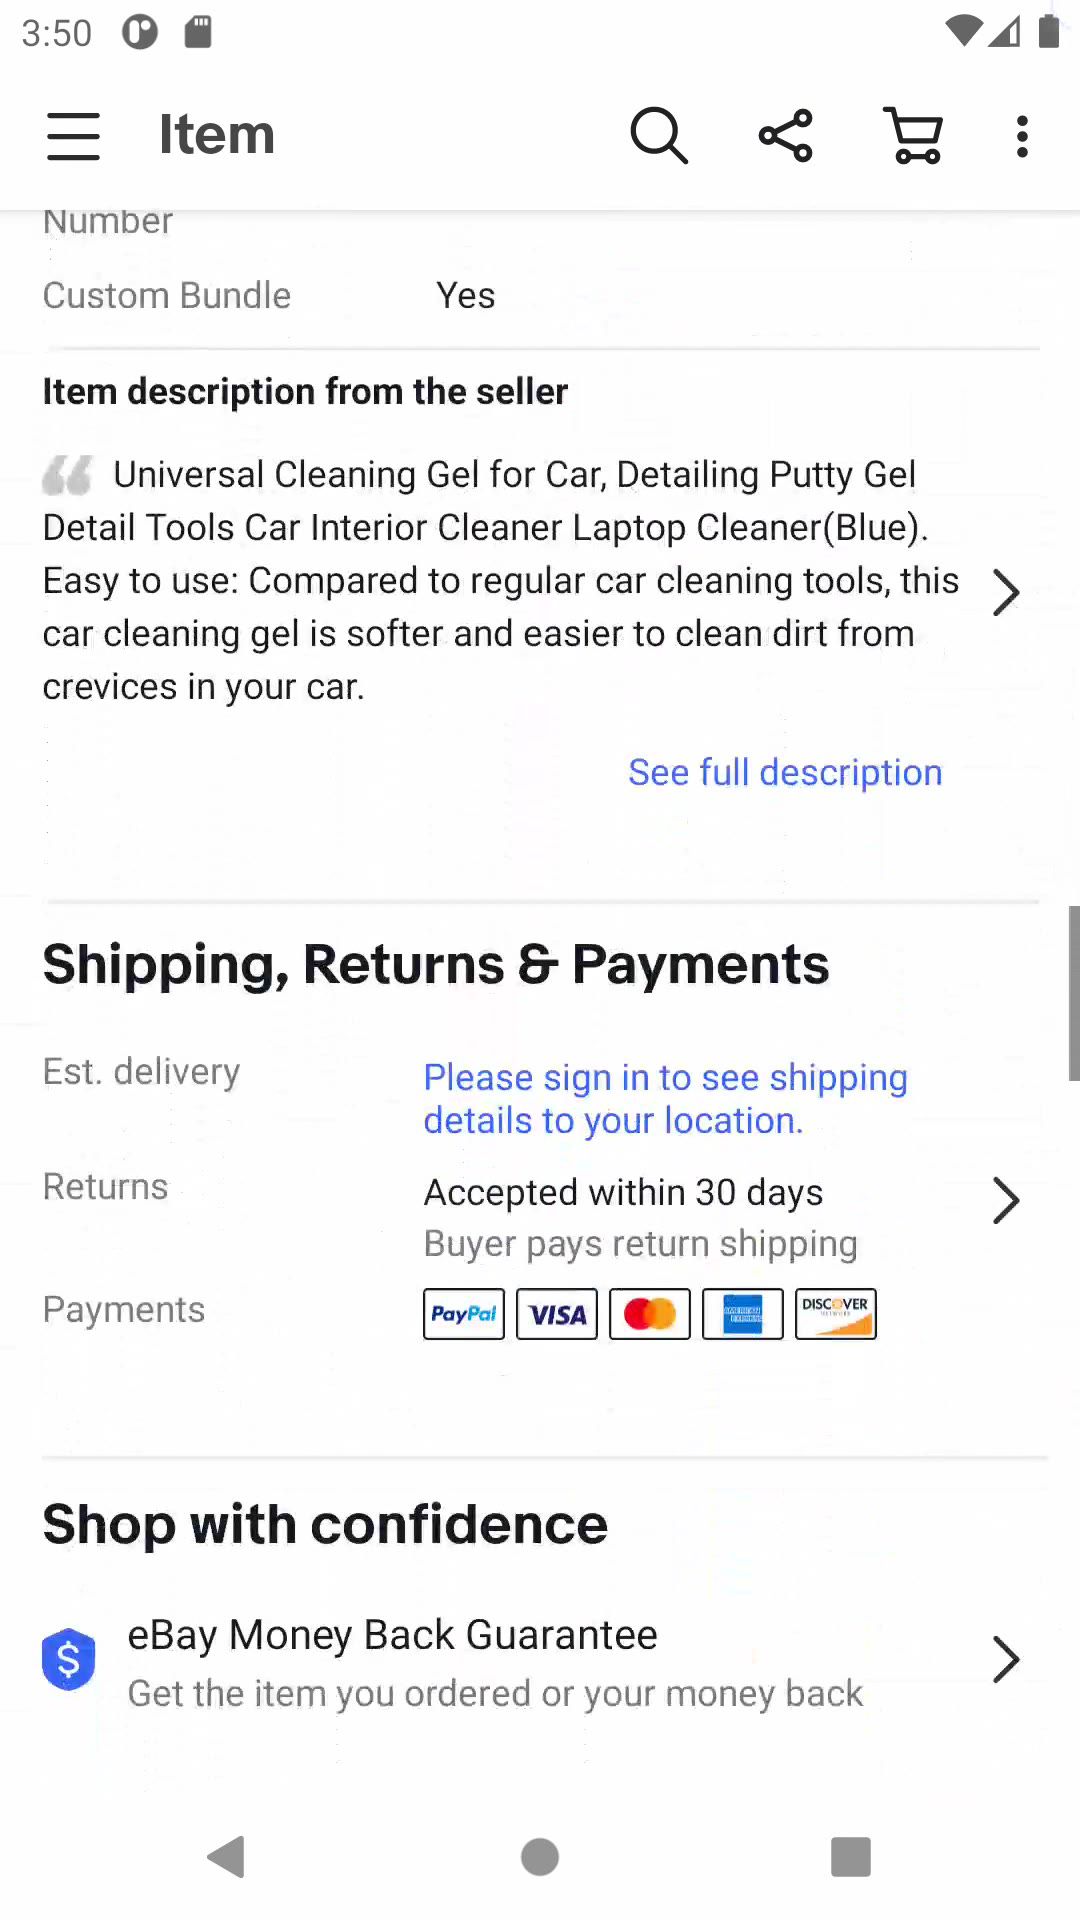 3:50
Item
Number
Custom Bundle Yes
Item description from the seller
Universal Cleaning Gel for Car, Detailing Putty Gel
Detail Tools Car Interior Cleaner Laptop Cleaner(Blue).
Easy to use: Compared to regular car cleaning tools, this
car cleaning gel is softer and easier to clean dirt from
crevices in your car.
See full description
Shipping, Returns & Payments
Est. delivery Please sign in to see shipping
details to your location.
Returns Accepted within 30 days
Buyer pays return shipping
Payments PayPal VISA AMERICAN EXPRESS DISCOVER NETWORK
Shop with confidence
$ eBay Money Back Guarantee
Get the item you ordered or your money back